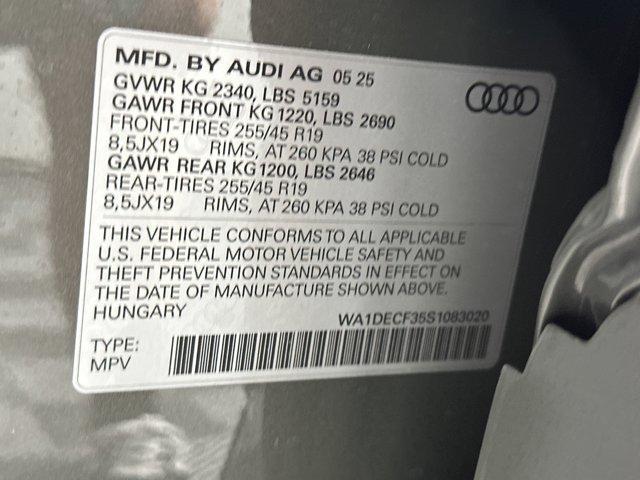 MFD. BY AUDI AG 05 25
GVWR KG 2340, LBS 5159
GAWR FRONT KG 1220, LBS 2690
FRONT-TIRES 255/45 R19
8,5JX19 RIMS, AT 260 KPA 38 PSI COLD
GAWR REAR KG 1200, LBS 2646
REAR-TIRES 255/45 R19
8,5JX19 RIMS, AT 260 KPA 38 PSI COLD
THIS VEHICLE CONFORMS TO ALL APPLICABLE
U.S. FEDERAL MOTOR VEHICLE SAFETY AND
THEFT PREVENTION STANDARDS IN EFFECT ON
THE DATE OF MANUFACTURE SHOWN ABOVE.
HUNGARY WA1DECF35S1083020
TYPE:
MPV